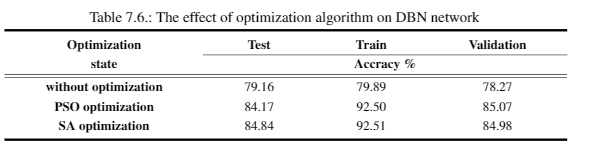 Table 7.6.: The effect of optimization algorithm on DBN network
Optimization Test Train Validation
state Accracy %
without optimization 79.16 79.89 78.27
PSO optimization 84.17 92.50 85.07
SA optimization 84.84 92.51 84.98